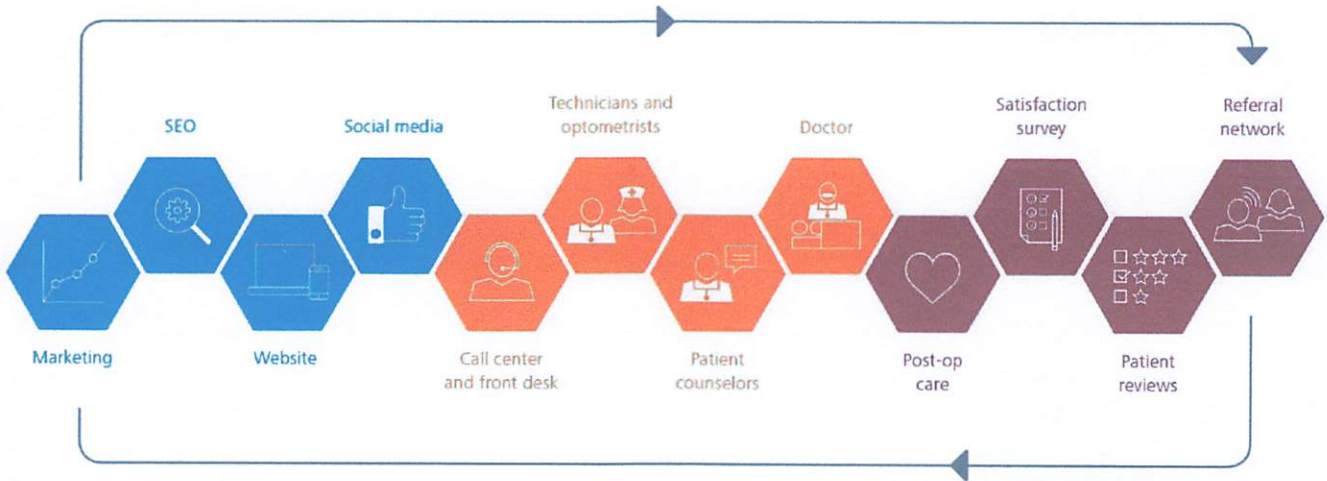 Technicians and
optometrists
Satisfaction
survey
Referral
network
SEO
Social media
Doctor
Marketing
Website
Call center
and front desk
Patient
counselors
Post-op
care
Patient
reviews